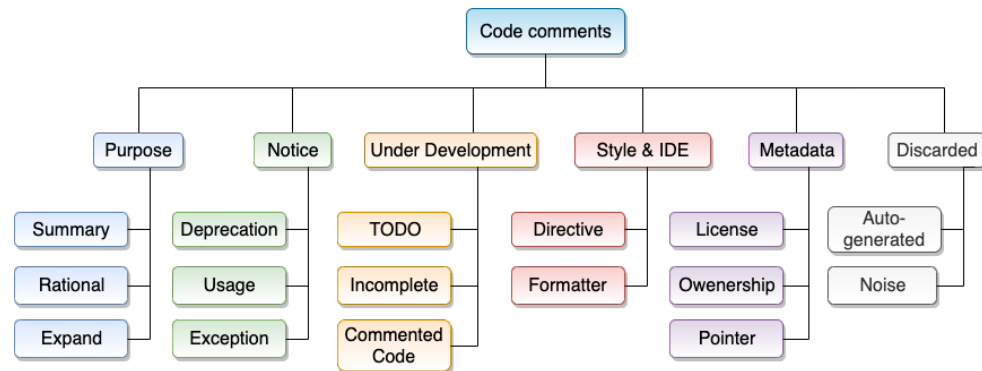 Code comments
Purpose
Notice
Under Development
Style & IDE
Metadata
Discarded
Summary
Deprecation
TODO
Directive
License
Auto-
generated
Rational
Usage
Incomplete
Formatter
Owenership
Noise
Expand
Exception
Commented
Code
Pointer